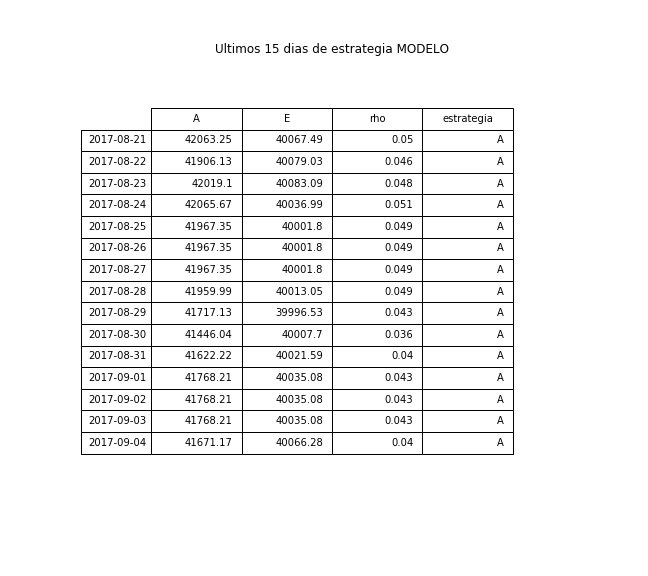 Ultimos 15 dias de estrategia MODELO
A E rho estrategia
2017-08-21 42063.25 40067.49 0.05 A
2017-08-22 41906.13 40079.03 0.046 A
2017-08-23 42019.1 40083.09 0.048 A
2017-08-24 42065.67 40036.99 0.051 A
2017-08-25 41967.35 40001.8 0.049 A
2017-08-26 41967.35 40001.8 0.049 A
2017-08-27 41967.35 40001.8 0.049 A
2017-08-28 41959.99 40013.05 0.049 A
2017-08-29 41717.13 39996.53 0.043 A
2017-08-30 41446.04 40007.7 0.036 A
2017-08-31 41622.22 40021.59 0.04 A
2017-09-01 41768.21 40035.08 0.043 A
2017-09-02 41768.21 40035.08 0.043 A
2017-09-03 41768.21 40035.08 0.043 A
2017-09-04 41671.17 40066.28 0.04 A